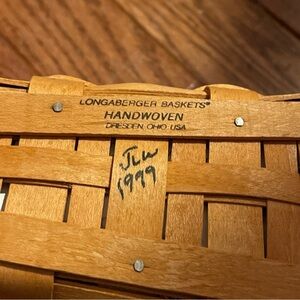 LONGABERGER BASKETS®
HANDWOVEN
DRESDEN, OHIO USA
JLW
1999